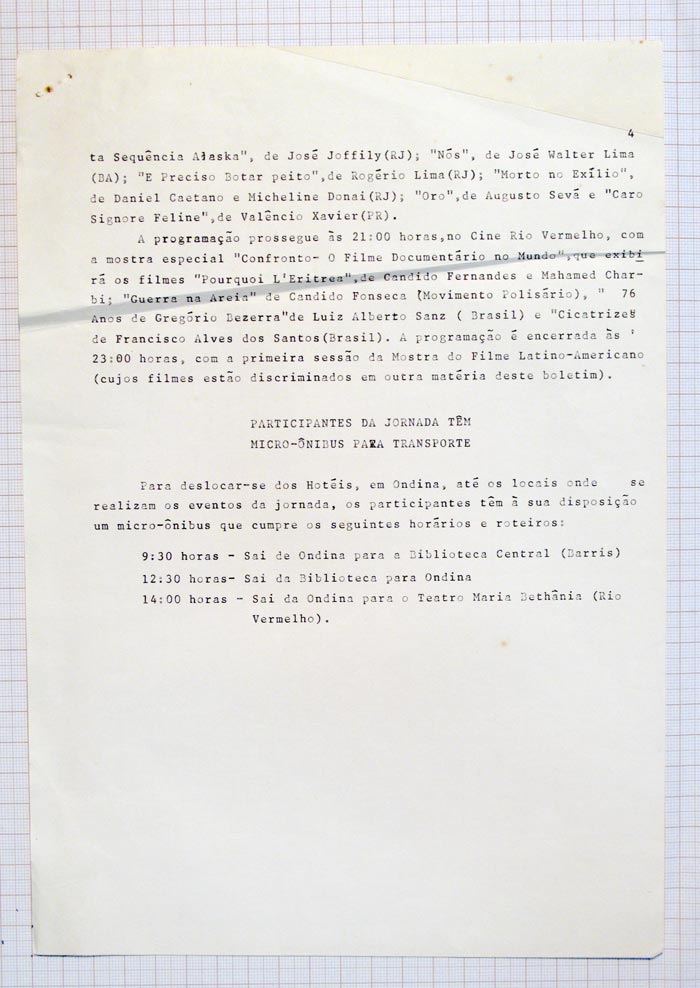 4
ta Sequência Alaska", de José Joffily(RJ); "Nós", de José Walter Lima
(BA); "E Preciso Botar peito",de Rogério Lima(RJ); "Morto no Exílio",
de Daniel Caetano e Micheline Donai(RJ); "Oro",de Augusto Sevá e "Caro
Signore Feline",de Valêncio Xavier(PR).
A programação prossegue às 21:00 horas,no Cine Rio Vermelho, com
a mostra especial "Confronto- O Filme Documentário no Mundo",que exibi
rá os filmes "Pourquoi L'Eritrea",de Candido Fernandes e Mahamed Char-
bi; "Guerra na Areia" de Candido Fonseca (Movimento Polisário), " 76
Anos de Gregório Bezerra"de Luiz Alberto Sanz ( Brasil) e "Cicatrizes"
de Francisco Alves dos Santos(Brasil). A programação é encerrada às '
23:00 horas, com a primeira sessão da Mostra do Filme Latino-Americano
(cujos filmes estão discriminados em outra matéria deste boletim).
PARTICIPANTES DA JORNADA TÊM
MICRO-ÔNIBUS PARA TRANSPORTE
Para deslocar-se dos Hotéis, em Ondina, até os locais onde se
realizam os eventos da jornada, os participantes têm à sua disposição
um micro-ônibus que cumpre os seguintes horários e roteiros:
9:30 horas - Sai de Ondina para a Biblioteca Central (Barris)
12:30 horas- Sai da Biblioteca para Ondina
14:00 horas - Sai da Ondina para o Teatro Maria Bethânia (Rio
Vermelho).